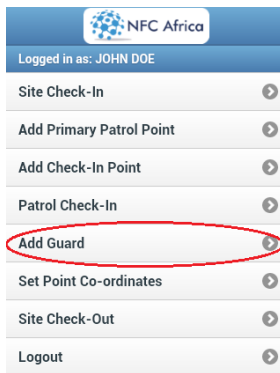 NFC Africa
Logged in as: JOHN DOE
Site Check-In
Add Primary Patrol Point
Add Check-In Point
Patrol Check-In
Add Guard
Set Point Co-ordinates
Site Check-Out
Logout